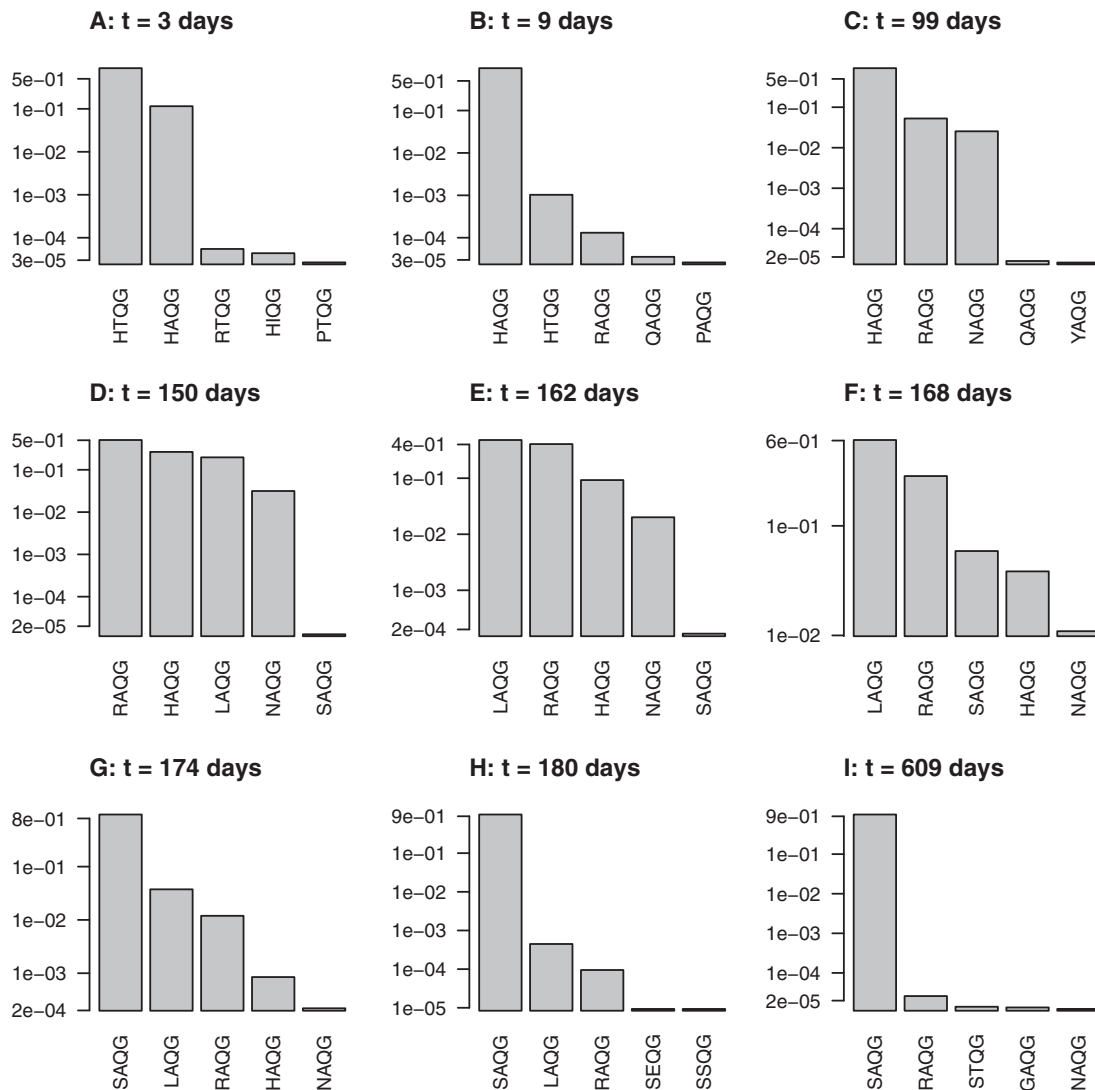 A: t = 3 days
5e−01
1e−01
1e−02
1e−03
1e−04
3e−05
HTQG
HAQG
RTQG
HIQG
PTQG
B: t = 9 days
5e−01
1e−01
1e−02
1e−03
1e−04
3e−05
HAQG
HTQG
RAQG
QAQG
PAQG
C: t = 99 days
5e−01
1e−01
1e−02
1e−03
1e−04
2e−05
HAQG
RAQG
NAQG
QAQG
YAQG
D: t = 150 days
5e−01
1e−01
1e−02
1e−03
1e−04
2e−05
RAQG
HAQG
LAQG
NAQG
SAQG
E: t = 162 days
4e−01
1e−01
1e−02
1e−03
2e−04
LAQG
RAQG
HAQG
NAQG
SAQG
F: t = 168 days
6e−01
1e−01
1e−02
LAQG
RAQG
SAQG
HAQG
NAQG
G: t = 174 days
8e−01
1e−01
1e−02
1e−03
2e−04
SAQG
LAQG
RAQG
HAQG
NAQG
H: t = 180 days
9e−01
1e−01
1e−02
1e−03
1e−04
1e−05
SAQG
LAQG
RAQG
SEQG
SSQG
I: t = 609 days
9e−01
1e−01
1e−02
1e−03
1e−04
2e−05
SAQG
RAQG
STQG
GAQG
NAQG